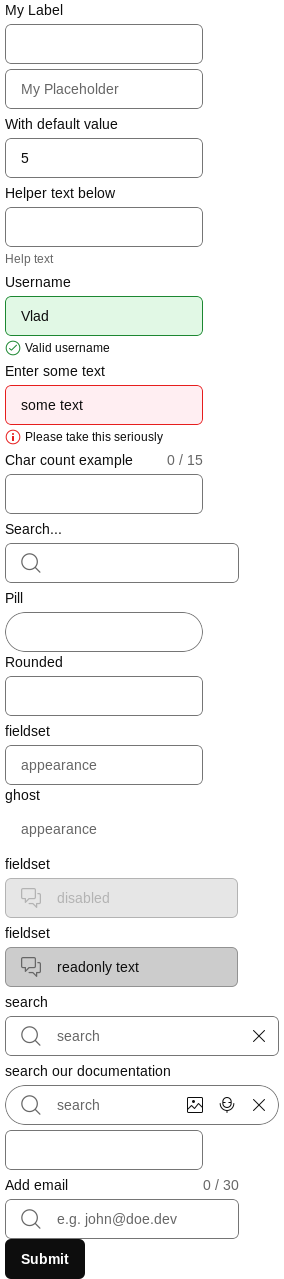 My Label
My Placeholder
With default value
5
Helper text below
Help text
Username
Vlad
Valid username
Enter some text
some text
Please take this seriously
Char count example 0 / 15
Search...
Pill
Rounded
fieldset
appearance
ghost
appearance
fieldset
disabled
fieldset
readonly text
search
search
search our documentation
search
Add email 0 / 30
e.g. john@doe.dev
Submit